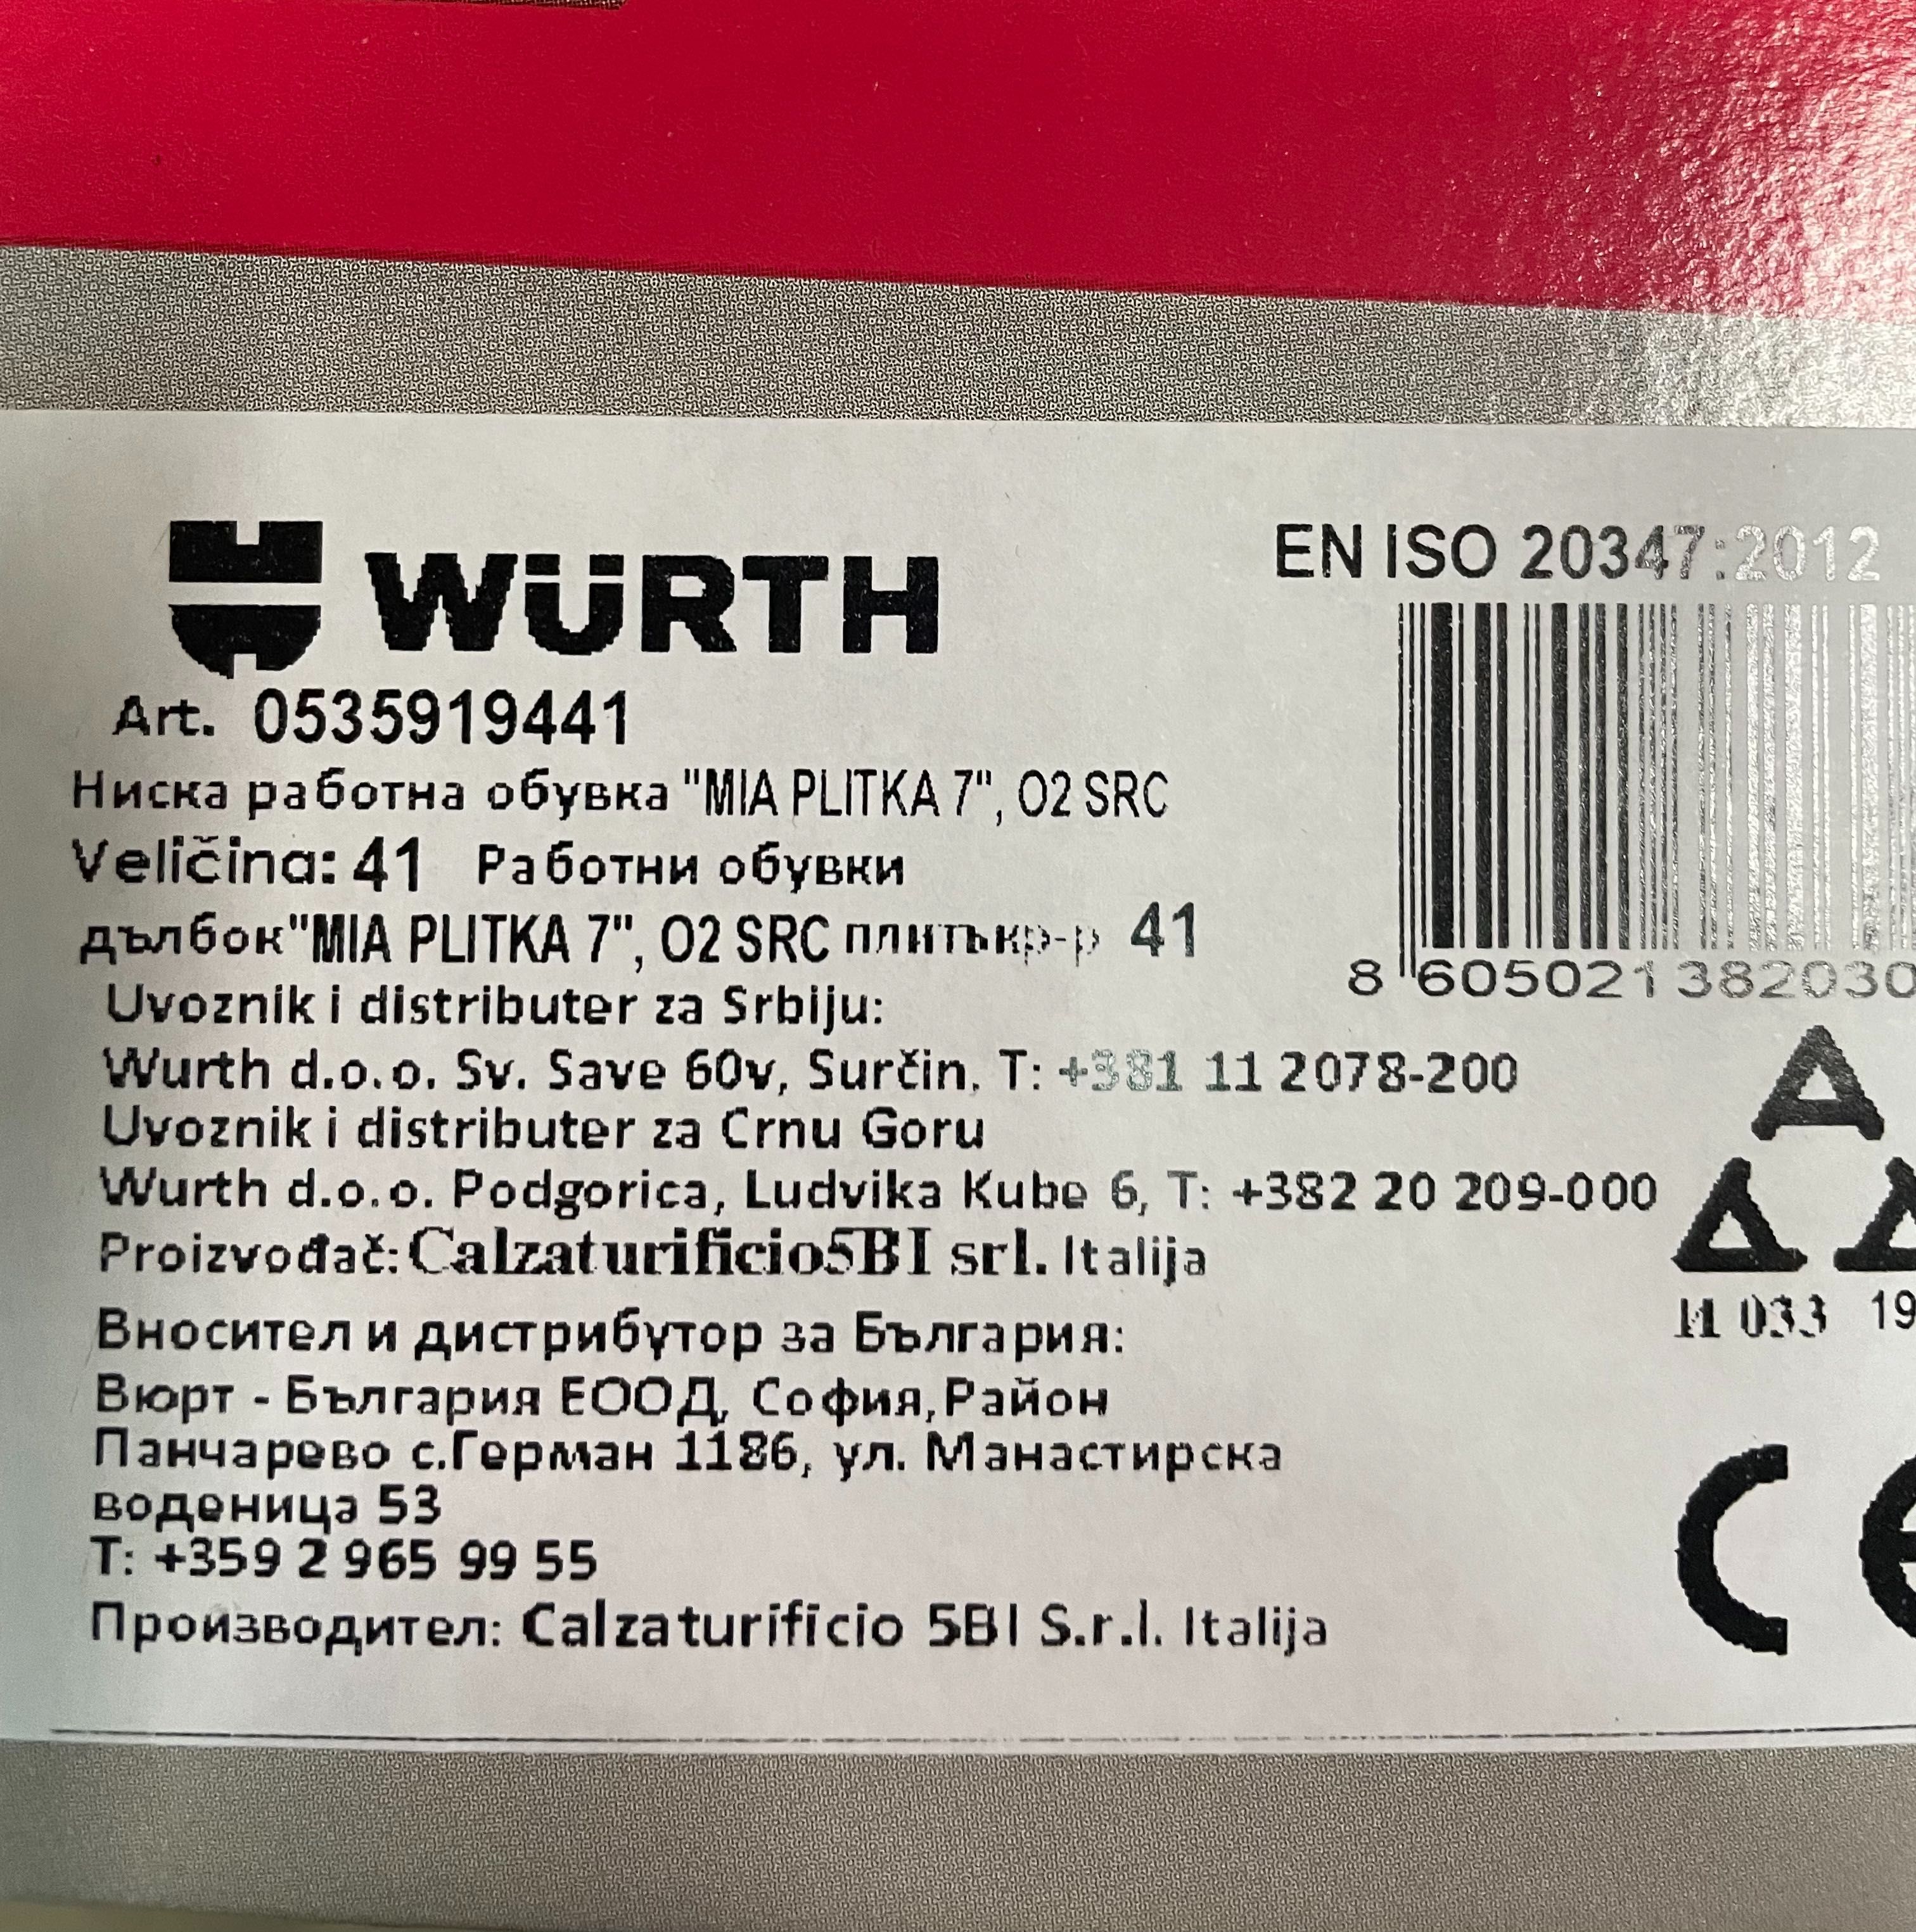 WÜRTH
EN ISO 20347:2012
Art. 0535919441
Ниска работна обувка "MIA PLITKA 7", O2 SRC
Veličina: 41 Работни обувки
дълбок"MIA PLITKA 7", O2 SRC плитъкр-р 41
8 605021382030
Uvoznik i distributer za Srbiju:
Wurth d.o.o. Sv. Save 60v, Surčin, T: +381 11 2078-200
Uvoznik i distributer za Crnu Goru
Wurth d.o.o. Podgorica, Ludvika Kube 6, T: +382 20 209-000
Proizvođač: Calzaturificio5BI srl. Italija
И 033 19
Вносител и дистрибутор за България:
Вюрт - България ЕООД, София,Район
Панчарево с.Герман 1186, ул. Манастирска
воденица 53
T: +359 2 965 99 55
Производител: Calzaturificio 5BI S.r.l. Italija
CE